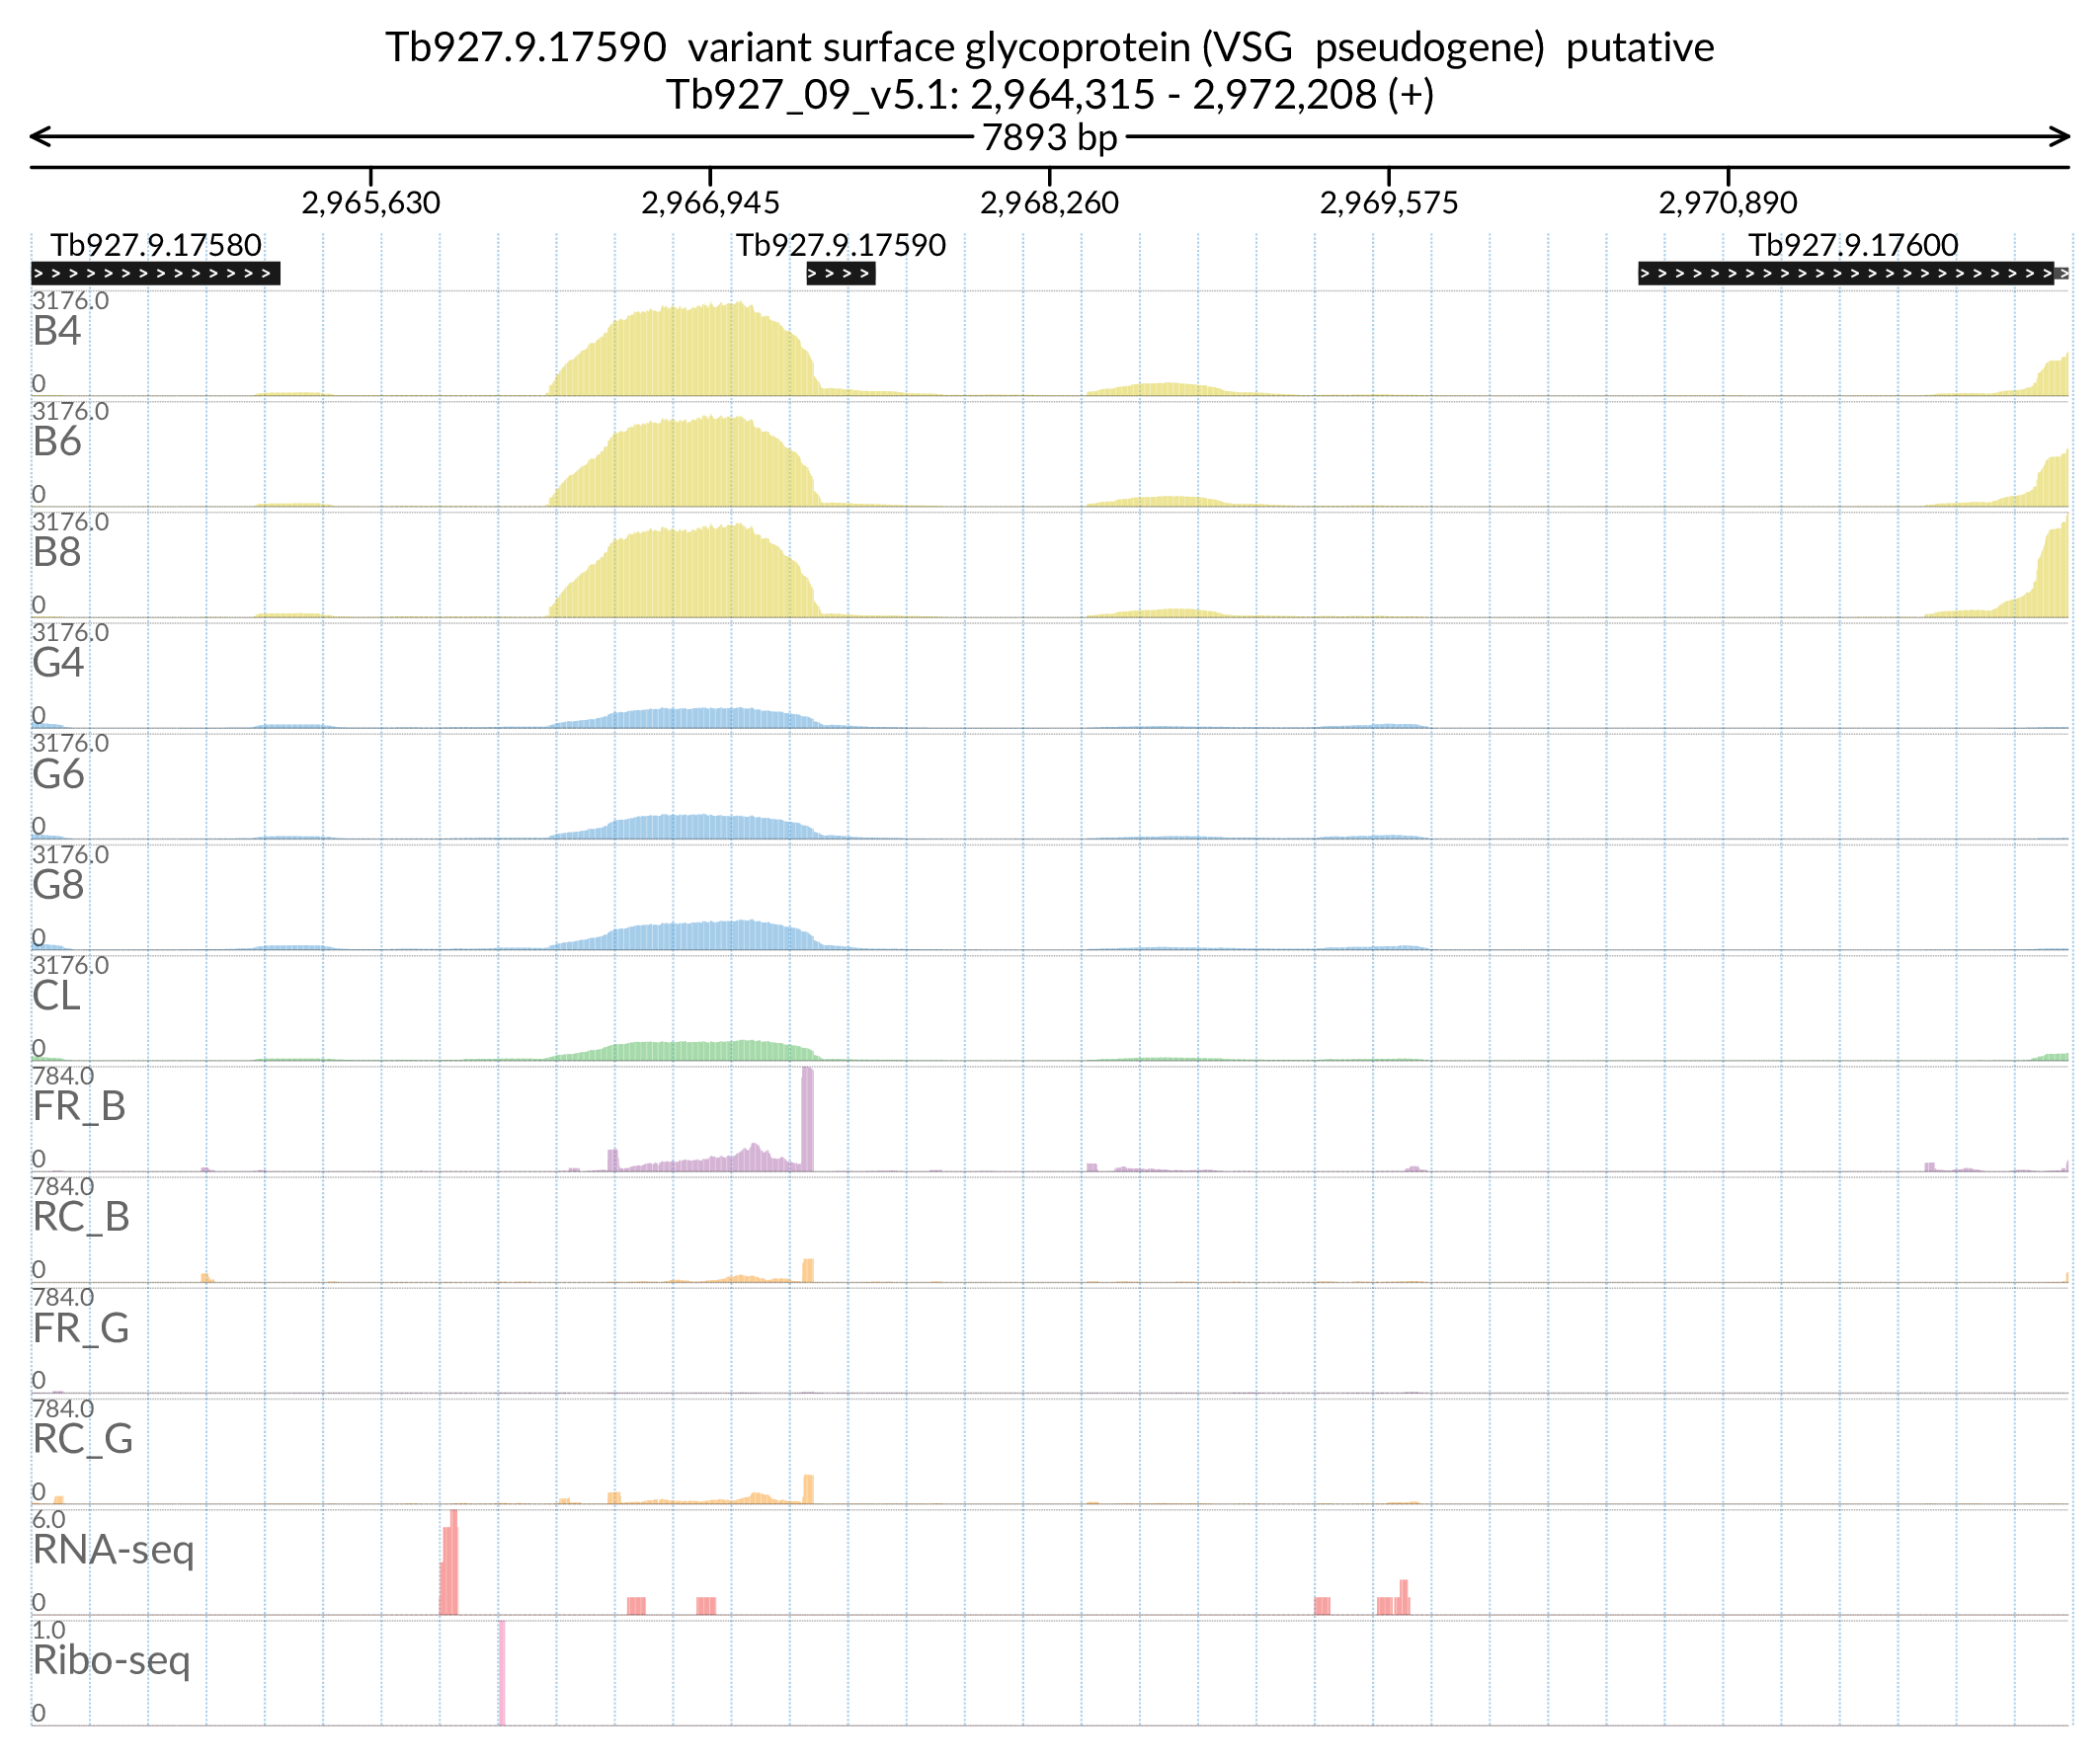 Tb927.9.17590 variant surface glycoprotein (VSG pseudogene) putative
Tb927_09_v5.1: 2,964,315 - 2,972,208 (+)
7893 bp
2,965,630 2,966,945 2,968,260 2,969,575 2,970,890
Tb927.9.17580 Tb927.9.17590 Tb927.9.17600
3176.0
B4
0
3176.0
B6
0
3176.0
B8
0
3176.0
G4
0
3176.0
G6
0
3176.0
G8
0
3176.0
CL
0
784.0
FR_B
0
784.0
RC_B
0
784.0
FR_G
0
784.0
RC_G
0
6.0
RNA-seq
0
1.0
Ribo-seq
0